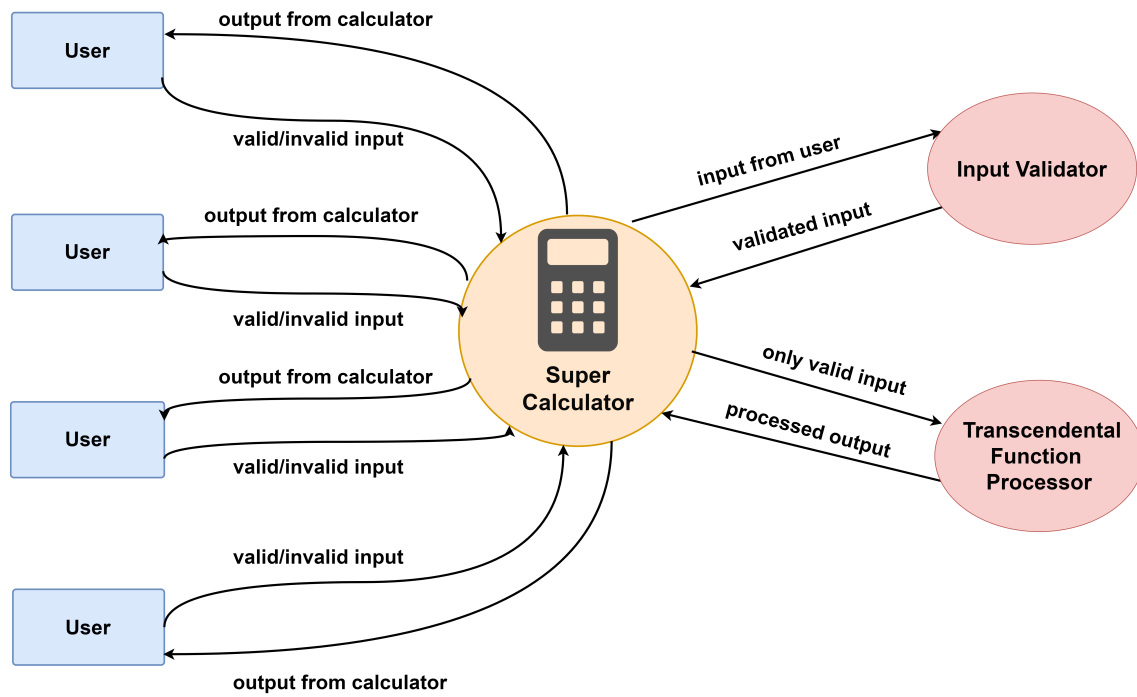 output from calculator
User
valid/invalid input
output from calculator
User
valid/invalid input
output from calculator
User
valid/invalid input
valid/invalid input
User
output from calculator
Super
Calculator
input from user
Input Validator
validated input
only valid input
processed output
Transcendental
Function
Processor